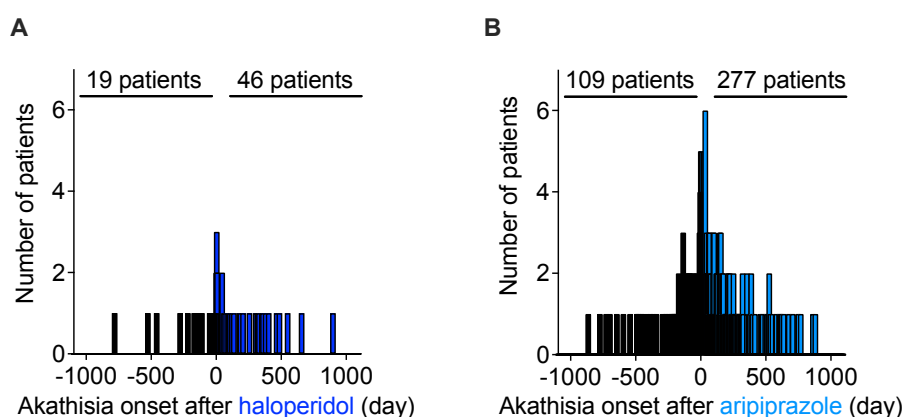 A
19 patients 46 patients
Number of patients
6
4
2
0
-1000 -500 0 500 1000
Akathisia onset after haloperidol (day)
B
109 patients 277 patients
Number of patients
6
4
2
0
-1000 -500 0 500 1000
Akathisia onset after aripiprazole (day)